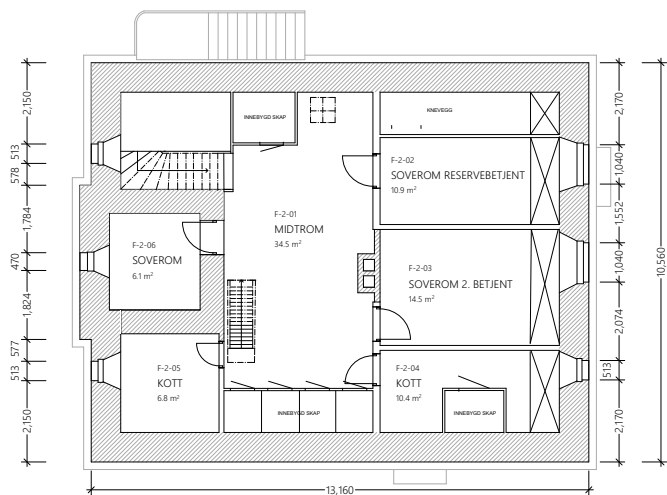 INNEBYGD SKAP
KNEVEGG
F-2-02
SOVEROM RESERVEBETJENT
10.9 m²
F-2-01
MIDTROM
34.5 m²
F-2-06
SOVEROM
6.1 m²
F-2-03
SOVEROM 2. BETJENT
14.5 m²
F-2-05
KOTT
6.8 m²
F-2-04
KOTT
10.4 m²
INNEBYGD SKAP
INNEBYGD SKAP
2,150
513
578
1,784
470
1,824
577
513
2,150
2,170
1,040
1,552
1,040
2,074
513
2,170
10,560
13,160